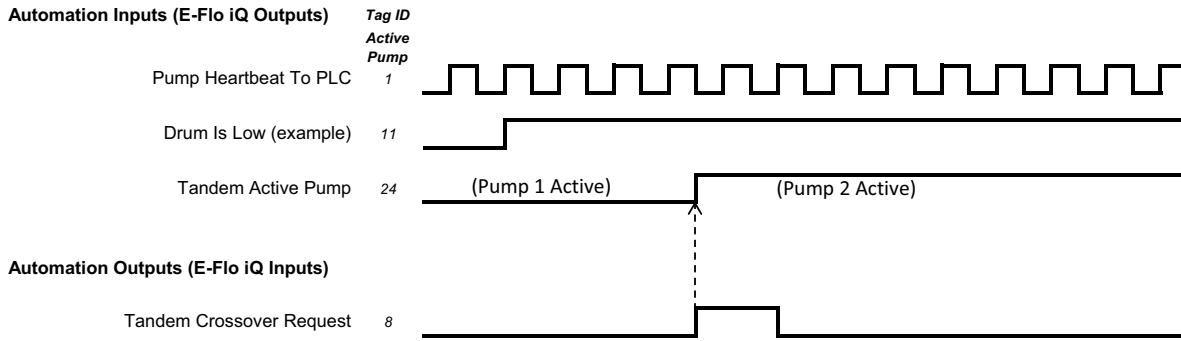 Automation Inputs (E-Flo iQ Outputs) Tag ID
Active
Pump
Pump Heartbeat To PLC 1
Drum Is Low (example) 11
Tandem Active Pump 24 (Pump 1 Active) (Pump 2 Active)
Automation Outputs (E-Flo iQ Inputs)
Tandem Crossover Request 8